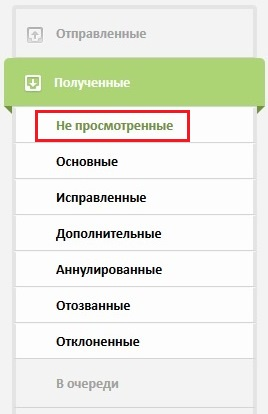 Отправленные
Полученные
Не просмотренные
Основные
Исправленные
Дополнительные
Аннулированные
Отозванные
Отклоненные
В очереди